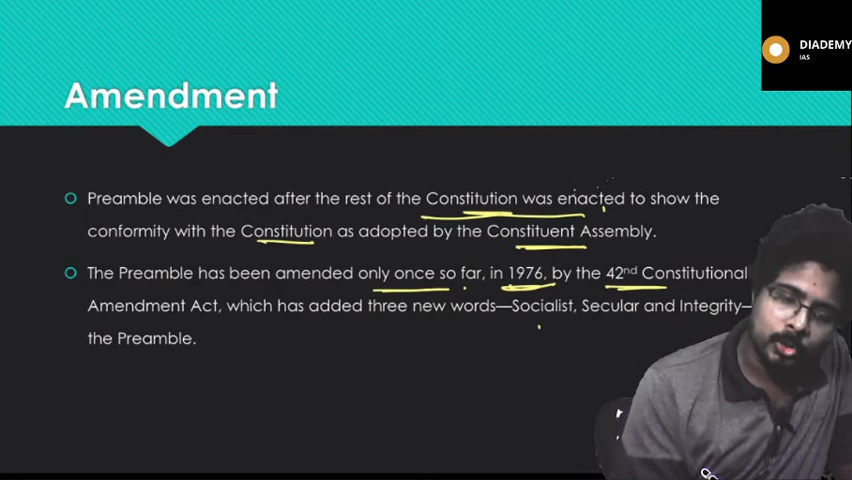 DIADEMY
IAS
Amendment
Preamble was enacted after the rest of the Constitution was enacted to show the
conformity with the Constitution as adopted by the Constituent Assembly.
The Preamble has been amended only once so far, in 1976, by the 42nd Constitutional
Amendment Act, which has added three new words—Socialist, Secular and Integrity—
the Preamble.